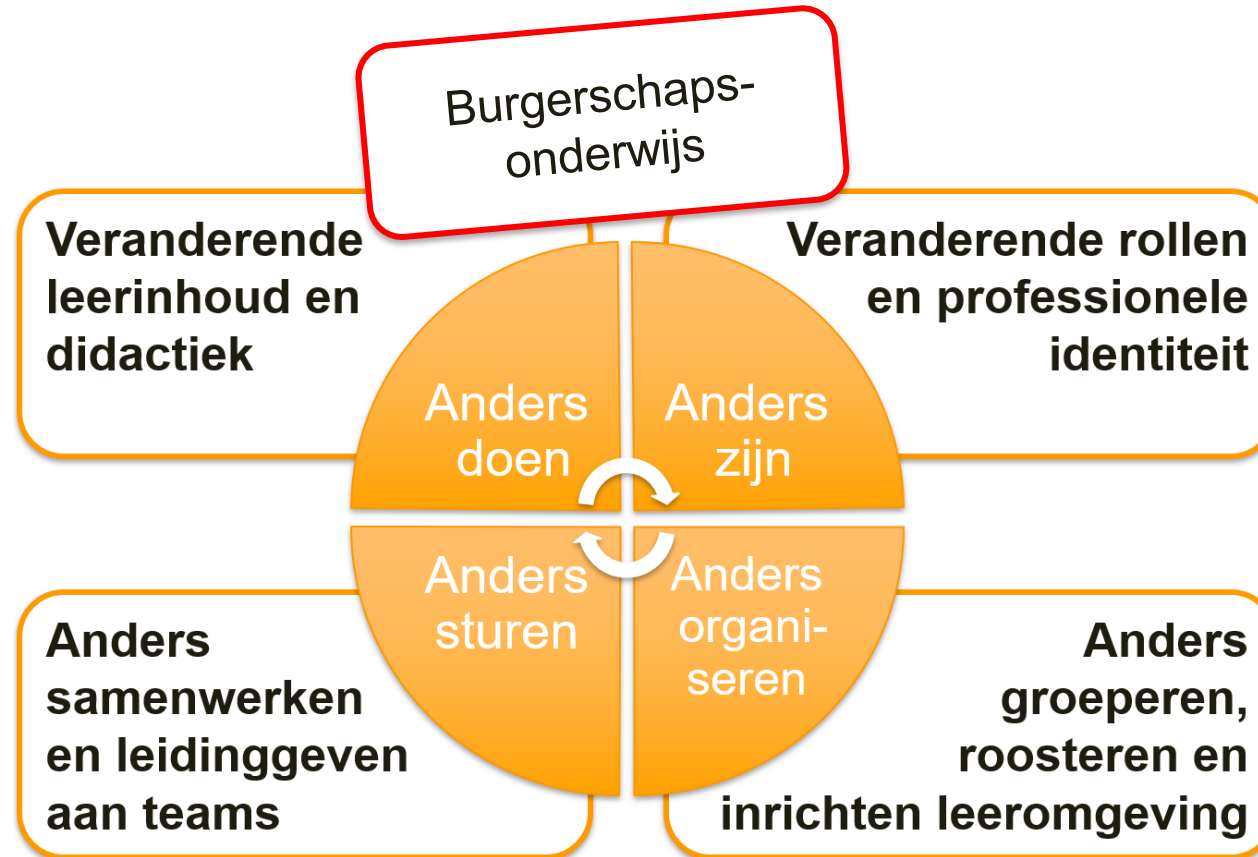 Burgerschaps-
onderwijs
Veranderende
leerinhoud en
didactiek
Veranderende rollen
en professionele
identiteit
Anders
doen
Anders
zijn
Anders
sturen
Anders
organi-
seren
Anders
samenwerken
en leidinggeven
aan teams
Anders
groeperen,
roosteren en
inrichten leeromgeving